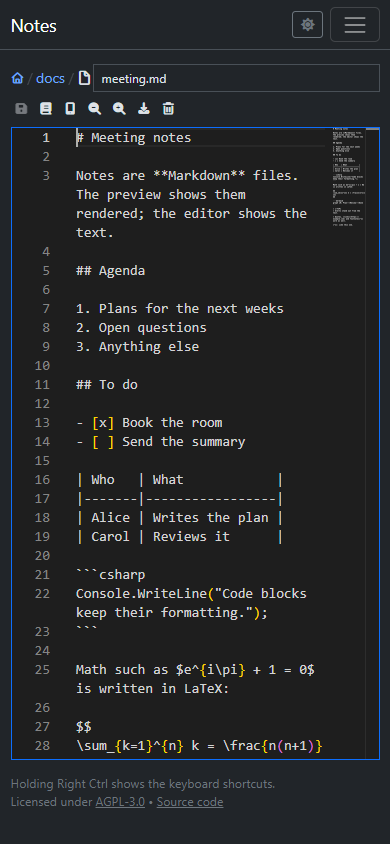 Notes
/ docs / meeting.md
1 # Meeting notes
2
3 Notes are **Markdown** files.
The preview shows them
rendered; the editor shows the
text.
4
5 ## Agenda
6
7 1. Plans for the next weeks
8 2. Open questions
9 3. Anything else
10
11 ## To do
12
13 - [x] Book the room
14 - [ ] Send the summary
15
16 | Who   | What             |
17 |-------|------------------|
18 | Alice | Writes the plan |
19 | Carol | Reviews it      |
20
21 ```csharp
22 Console.WriteLine("Code blocks
keep their formatting.");
23 ```
24
25 Math such as $e^{i\pi} + 1 = 0$
is written in LaTeX:
26
27 $$
28 \sum_{k=1}^{n} k = \frac{n(n+1)}
Holding Right Ctrl shows the keyboard shortcuts.
Licensed under AGPL-3.0 • Source code